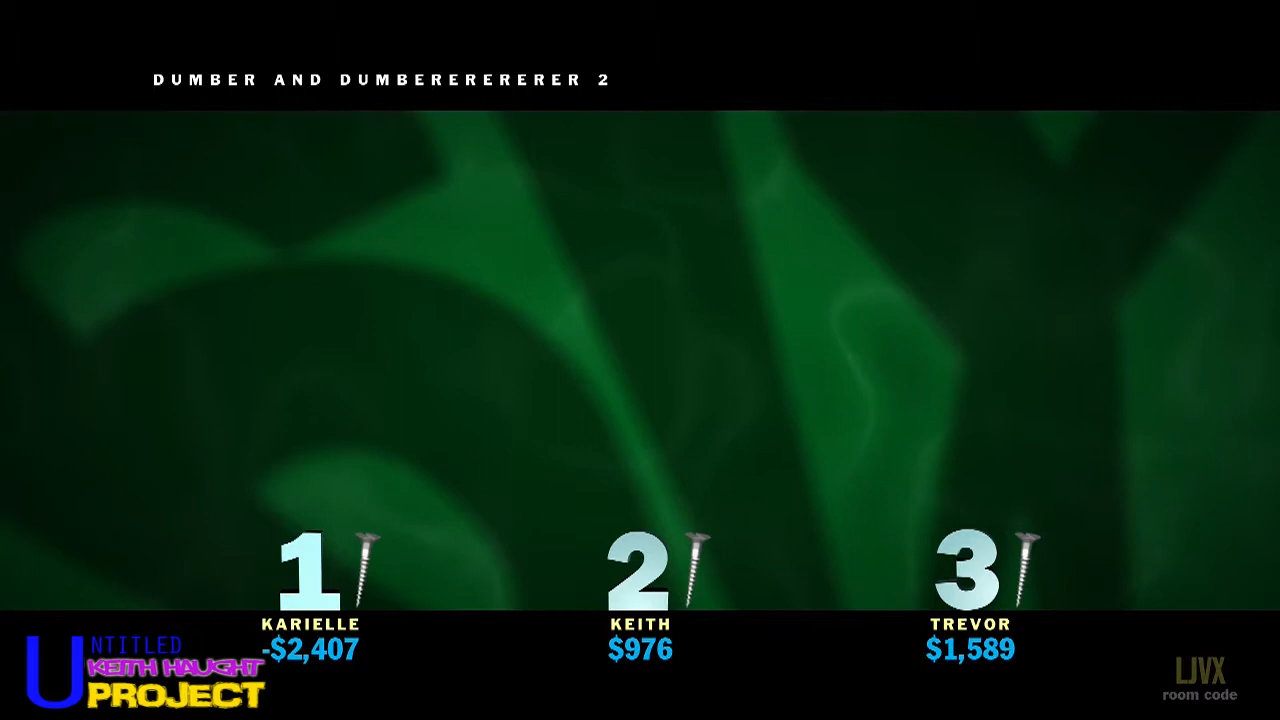 DUMBER AND DUMBERERERERER 2
1 2 3
KARIELLE KEITH TREVOR
-$2,407 $976 $1,589
UNTITLED
KEITH HAUGHT
PROJECT
LJVX
room code